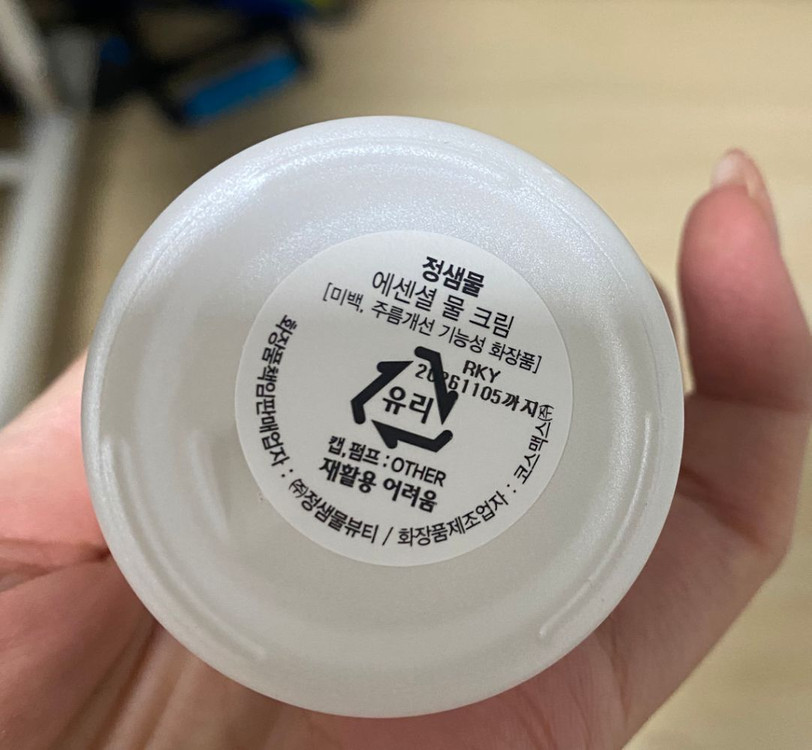 정샘물
에센셜 물 크림
[미백, 주름개선 기능성 화장품]
RKY
20261105까지
유리
캡,펌프 : OTHER
재활용 어려움
화장품책임판매업자 : ㈜정샘물뷰티 / 화장품제조업자 : 코스맥스㈜